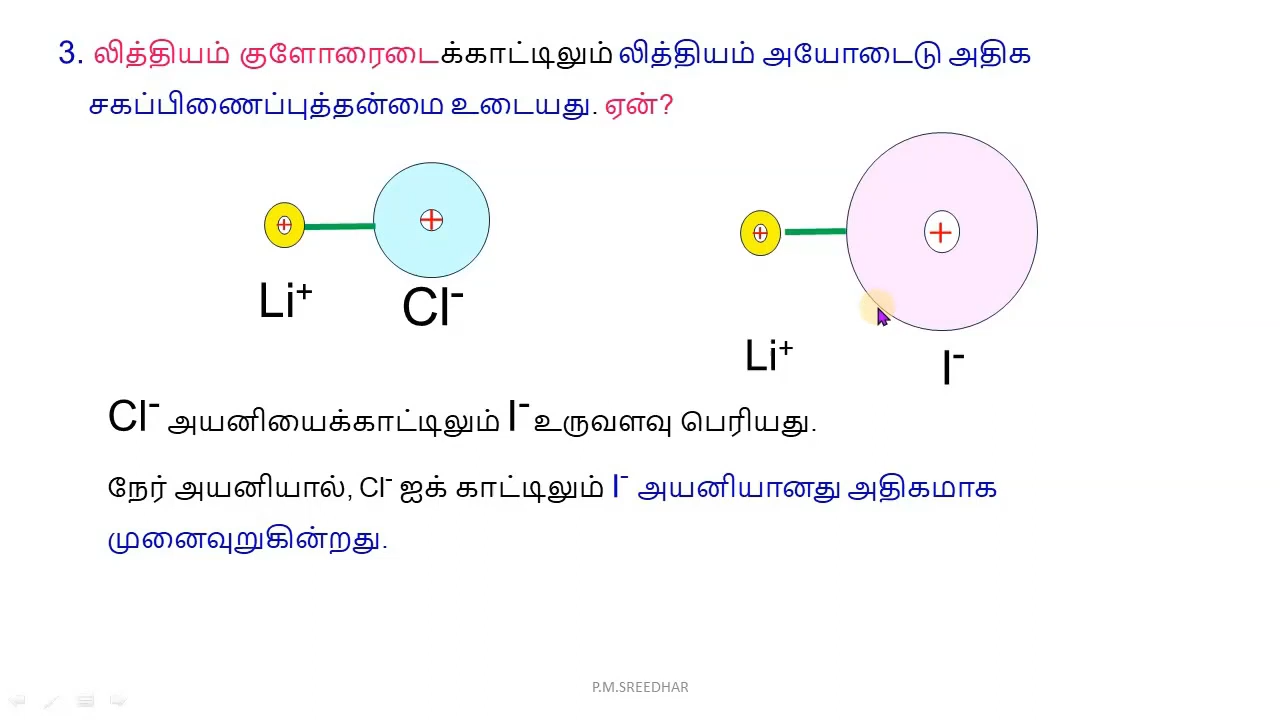 3. லித்தியம் குளோரைடைக்காட்டிலும் லித்தியம் அயோடைடு அதிக
சகப்பிணைப்புத்தன்மை உடையது. ஏன்?
+ + + +
Li⁺ Cl⁻ Li⁺ I⁻
Cl⁻ அயனியைக்காட்டிலும் I⁻ உருவளவு பெரியது.
நேர் அயனியால், Cl⁻ ஐக் காட்டிலும் I⁻ அயனியானது அதிகமாக
முனைவுறுகின்றது.
P.M.SREEDHAR